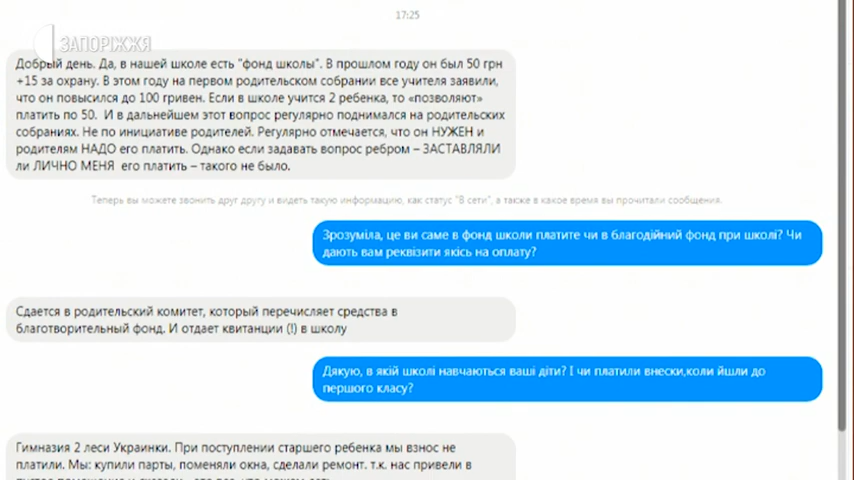 17:25
ЗАПОРІЖЖЯ
Добрый день. Да, в нашей школе есть "фонд школы". В прошлом году он был 50 грн
+15 за охрану. В этом году на первом родительском собрании все учителя заявили,
что он повысился до 100 гривен. Если в школе учится 2 ребенка, то «позволяют»
платить по 50. И в дальнейшем этот вопрос регулярно поднимался на родительских
собраниях. Не по инициативе родителей. Регулярно отмечается, что он НУЖЕН и
родителям НАДО его платить. Однако если задавать вопрос ребром – ЗАСТАВЛЯЛИ
ли ЛИЧНО МЕНЯ его платить – такого не было.
Теперь вы можете звонить друг другу и видеть такую информацию, как статус "В сети", а также в какое время вы прочитали сообщения.
Зрозуміла, це ви саме в фонд школи платите чи в благодійний фонд при школі? Чи
дають вам реквізити якісь на оплату?
Сдается в родительский комитет, который перечисляет средства в
благотворительный фонд. И отдает квитанции (!) в школу
Дякую, в якій школі навчаються ваші діти? І чи платили внески,коли йшли до
першого класу?
Гимназия 2 леси Украинки. При поступлении старшего ребенка мы взнос не
платили. Мы: купили парты, поменяли окна, сделали ремонт. т.к. нас привели в